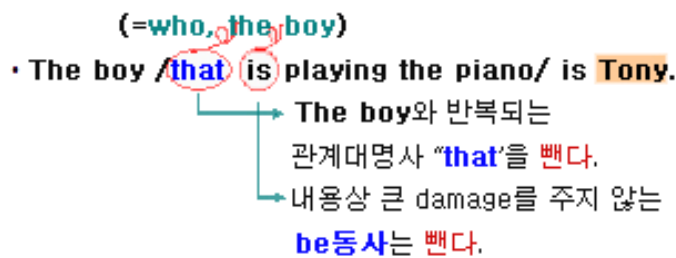 (=who, the boy)
· The boy /that is playing the piano/ is Tony.
The boy와 반복되는
관계대명사 “that‘을 뺀다.
내용상 큰 damage를 주지 않는
be동사는 뺀다.